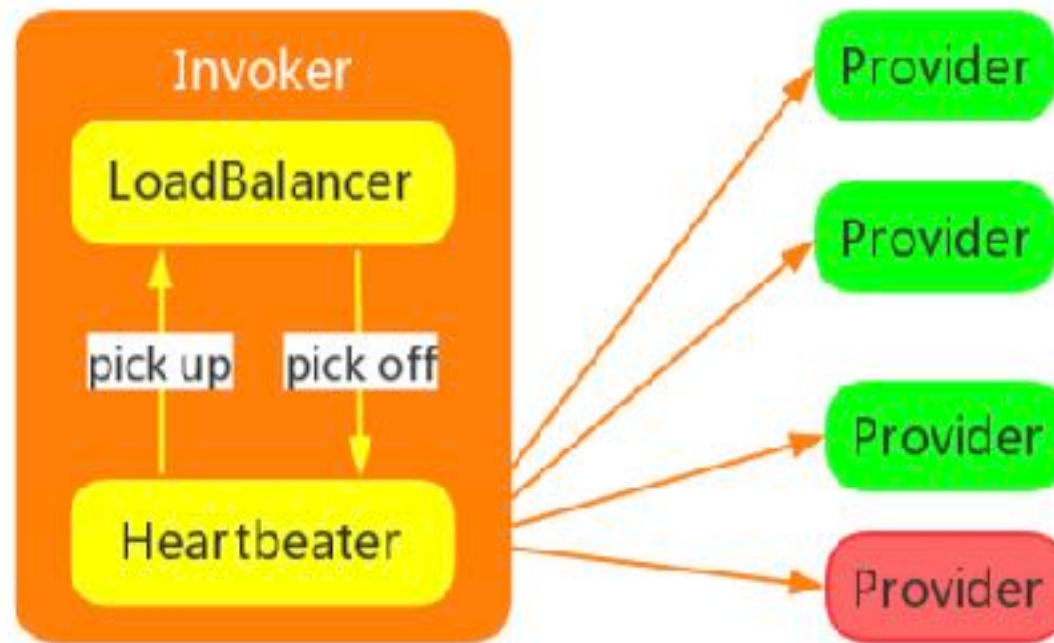 Invoker
LoadBalancer
pick up
pick off
Heartbeater
Provider
Provider
Provider
Provider